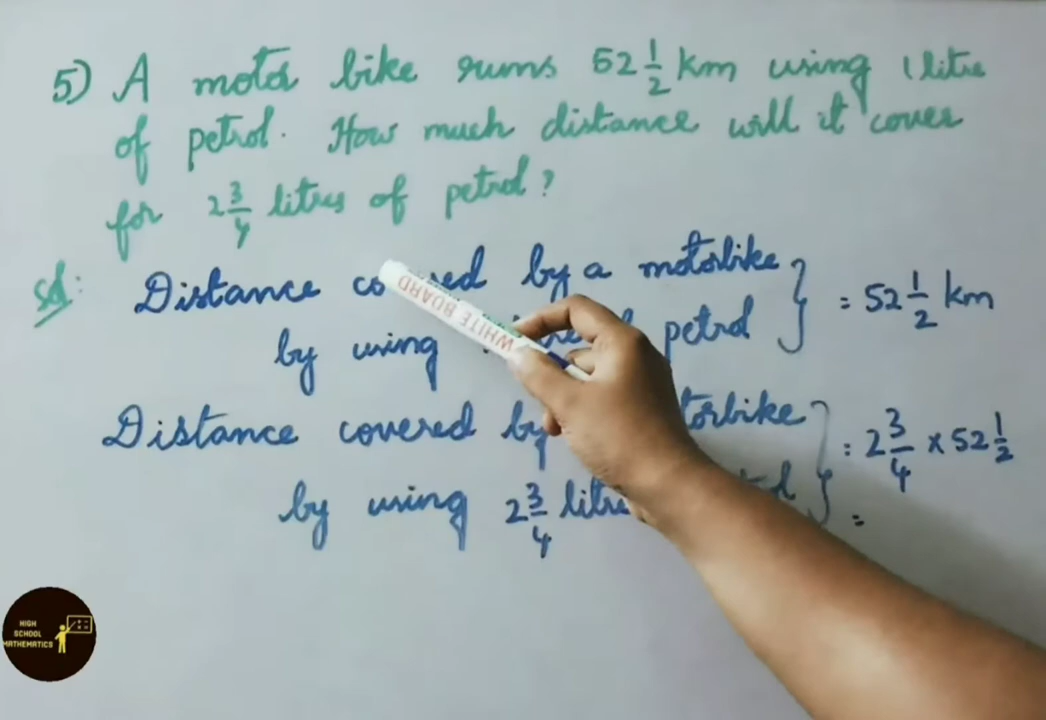 5) A motor bike runs 52 1/2 km using 1 litre
of petrol. How much distance will it cover
for 2 3/4 litres of petrol?
Sol:
Distance covered by a motorbike } = 52 1/2 km
by using petrol
Distance covered by motorbike } = 2 3/4 × 52 1/2
by using 2 3/4 litres =
WHITE BOARD
HIGH
SCHOOL
MATHEMATICS